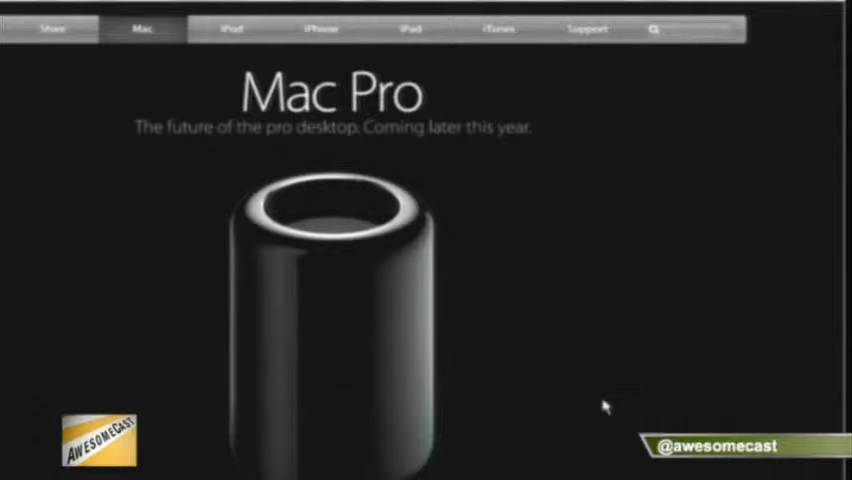 Store Mac iPod iPhone iPad iTunes Support
Mac Pro
The future of the pro desktop. Coming later this year.
AWESOMECAST
@awesomecast